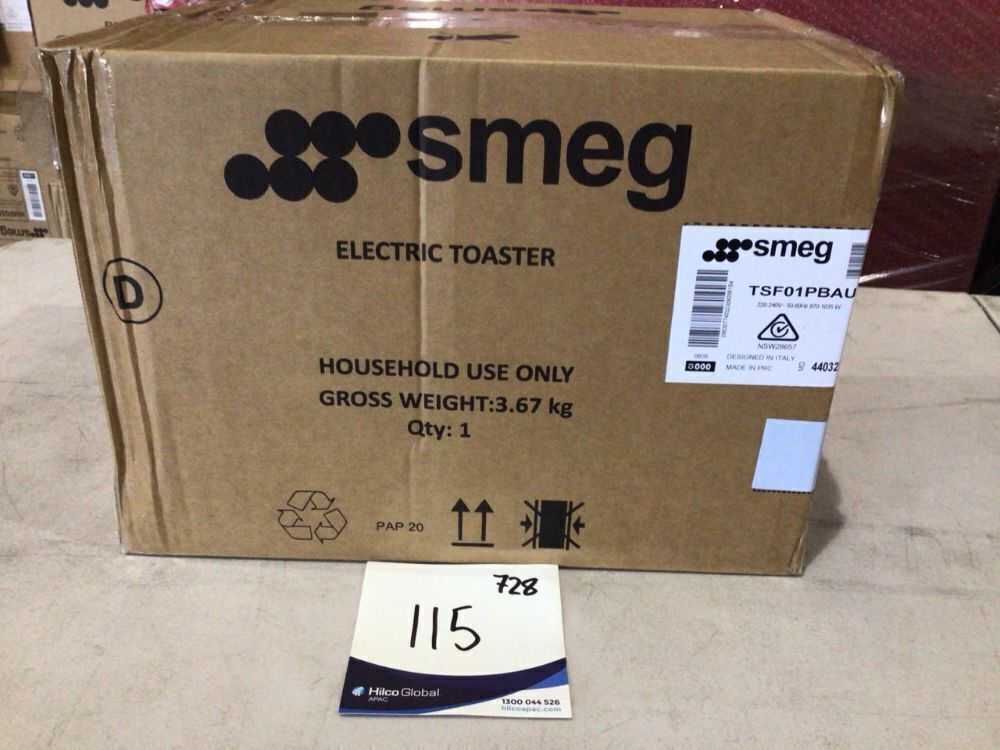 smeg
ELECTRIC TOASTER
D
HOUSEHOLD USE ONLY
GROSS WEIGHT:3.67 kg
Qty: 1
PAP 20
smeg
TSF01PBAU
220-240V~ 50-60Hz 870-1035 W
NSW28657
0929
DESIGNED IN ITALY
MADE IN PRC
44032
smeg
728
115
Hilco Global
APAC
1300 044 526
hilcoapac.com